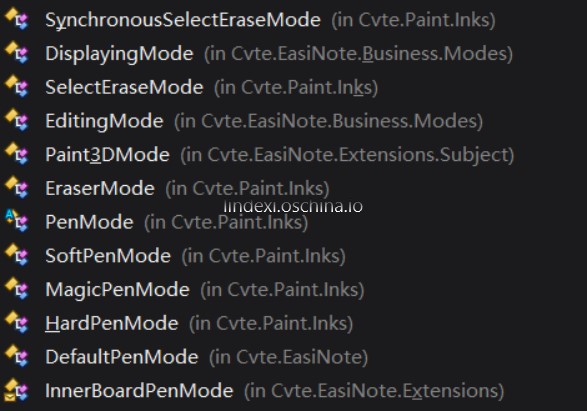 SynchronousSelectEraseMode (in Cvte.Paint.Inks)
DisplayingMode (in Cvte.EasiNote.Business.Modes)
SelectEraseMode (in Cvte.Paint.Inks)
EditingMode (in Cvte.EasiNote.Business.Modes)
Paint3DMode (in Cvte.EasiNote.Extensions.Subject)
EraserMode (in Cvte.Paint.Inks)
lindexi.oschina.io
PenMode (in Cvte.Paint.Inks)
SoftPenMode (in Cvte.Paint.Inks)
MagicPenMode (in Cvte.Paint.Inks)
HardPenMode (in Cvte.Paint.Inks)
DefaultPenMode (in Cvte.EasiNote)
InnerBoardPenMode (in Cvte.EasiNote.Extensions)